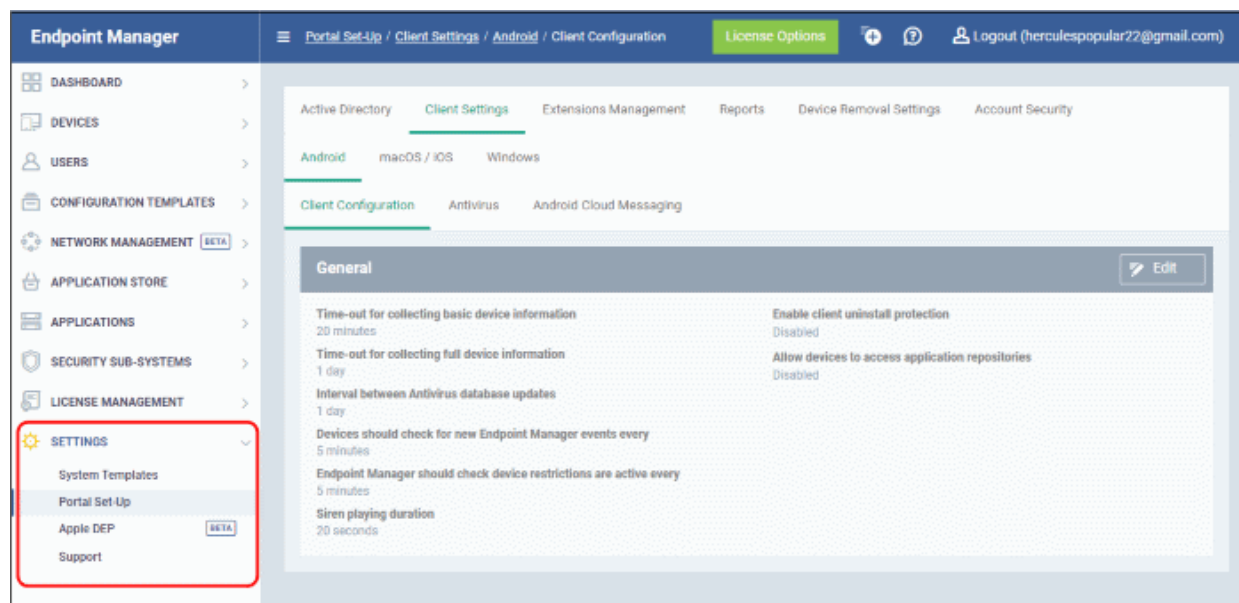 Endpoint Manager
Portal Set-Up / Client Settings / Android / Client Configuration
License Options
Logout (herculespopular22@gmail.com)
DASHBOARD
DEVICES
USERS
CONFIGURATION TEMPLATES
NETWORK MANAGEMENT BETA
APPLICATION STORE
APPLICATIONS
SECURITY SUB-SYSTEMS
LICENSE MANAGEMENT
SETTINGS
System Templates
Portal Set-Up
Apple DEP BETA
Support
Active Directory Client Settings Extensions Management Reports Device Removal Settings Account Security
Android macOS / iOS Windows
Client Configuration Antivirus Android Cloud Messaging
General Edit
Time-out for collecting basic device information
20 minutes
Time-out for collecting full device information
1 day
Interval between Antivirus database updates
1 day
Devices should check for new Endpoint Manager events every
5 minutes
Endpoint Manager should check device restrictions are active every
5 minutes
Siren playing duration
20 seconds
Enable client uninstall protection
Disabled
Allow devices to access application repositories
Disabled